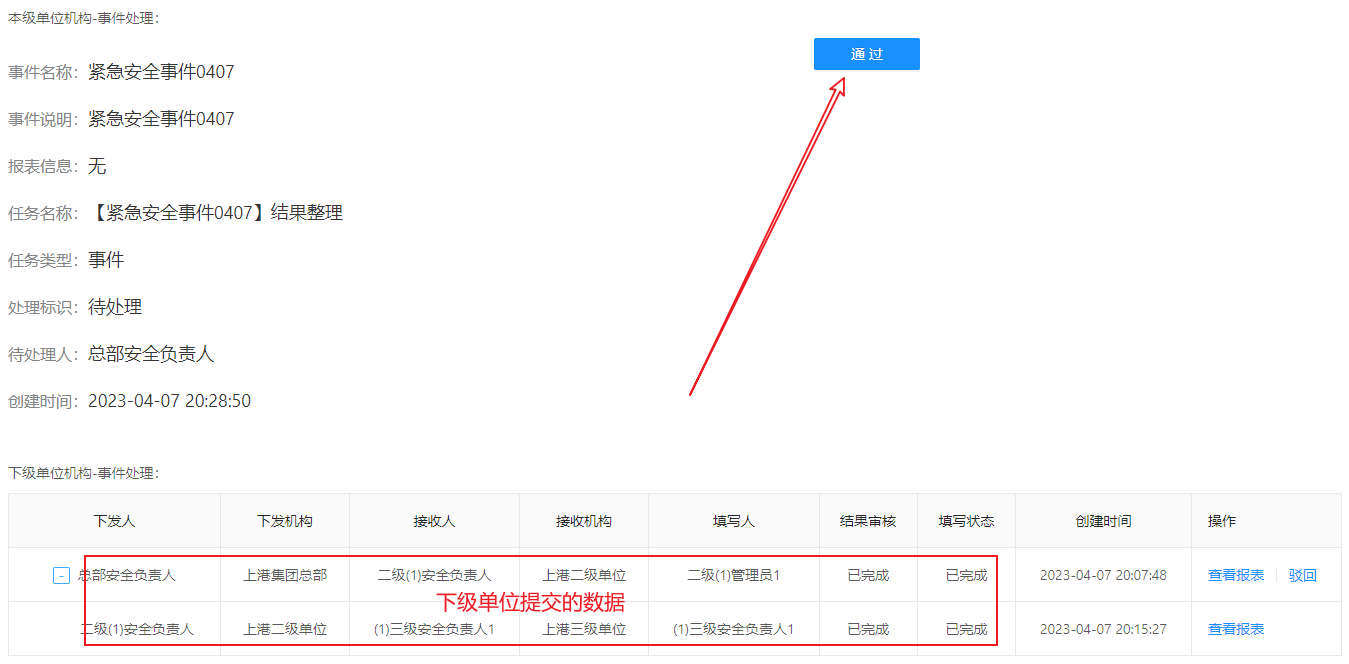 本级单位机构-事件处理：
通 过
事件名称： 紧急安全事件0407
事件说明： 紧急安全事件0407
报表信息： 无
任务名称： 【紧急安全事件0407】结果整理
任务类型： 事件
处理标识： 待处理
待处理人： 总部安全负责人
创建时间： 2023-04-07 20:28:50
下级单位机构-事件处理：
下发人 下发机构 接收人 接收机构 填写人 结果审核 填写状态 创建时间 操作
- 总部安全负责人 上港集团总部 二级(1)安全负责人 上港二级单位 二级(1)管理员1 已完成 已完成 2023-04-07 20:07:48 查看报表 驳回
下级单位提交的数据
二级(1)安全负责人 上港二级单位 (1)三级安全负责人1 上港三级单位 (1)三级安全负责人1 已完成 已完成 2023-04-07 20:15:27 查看报表